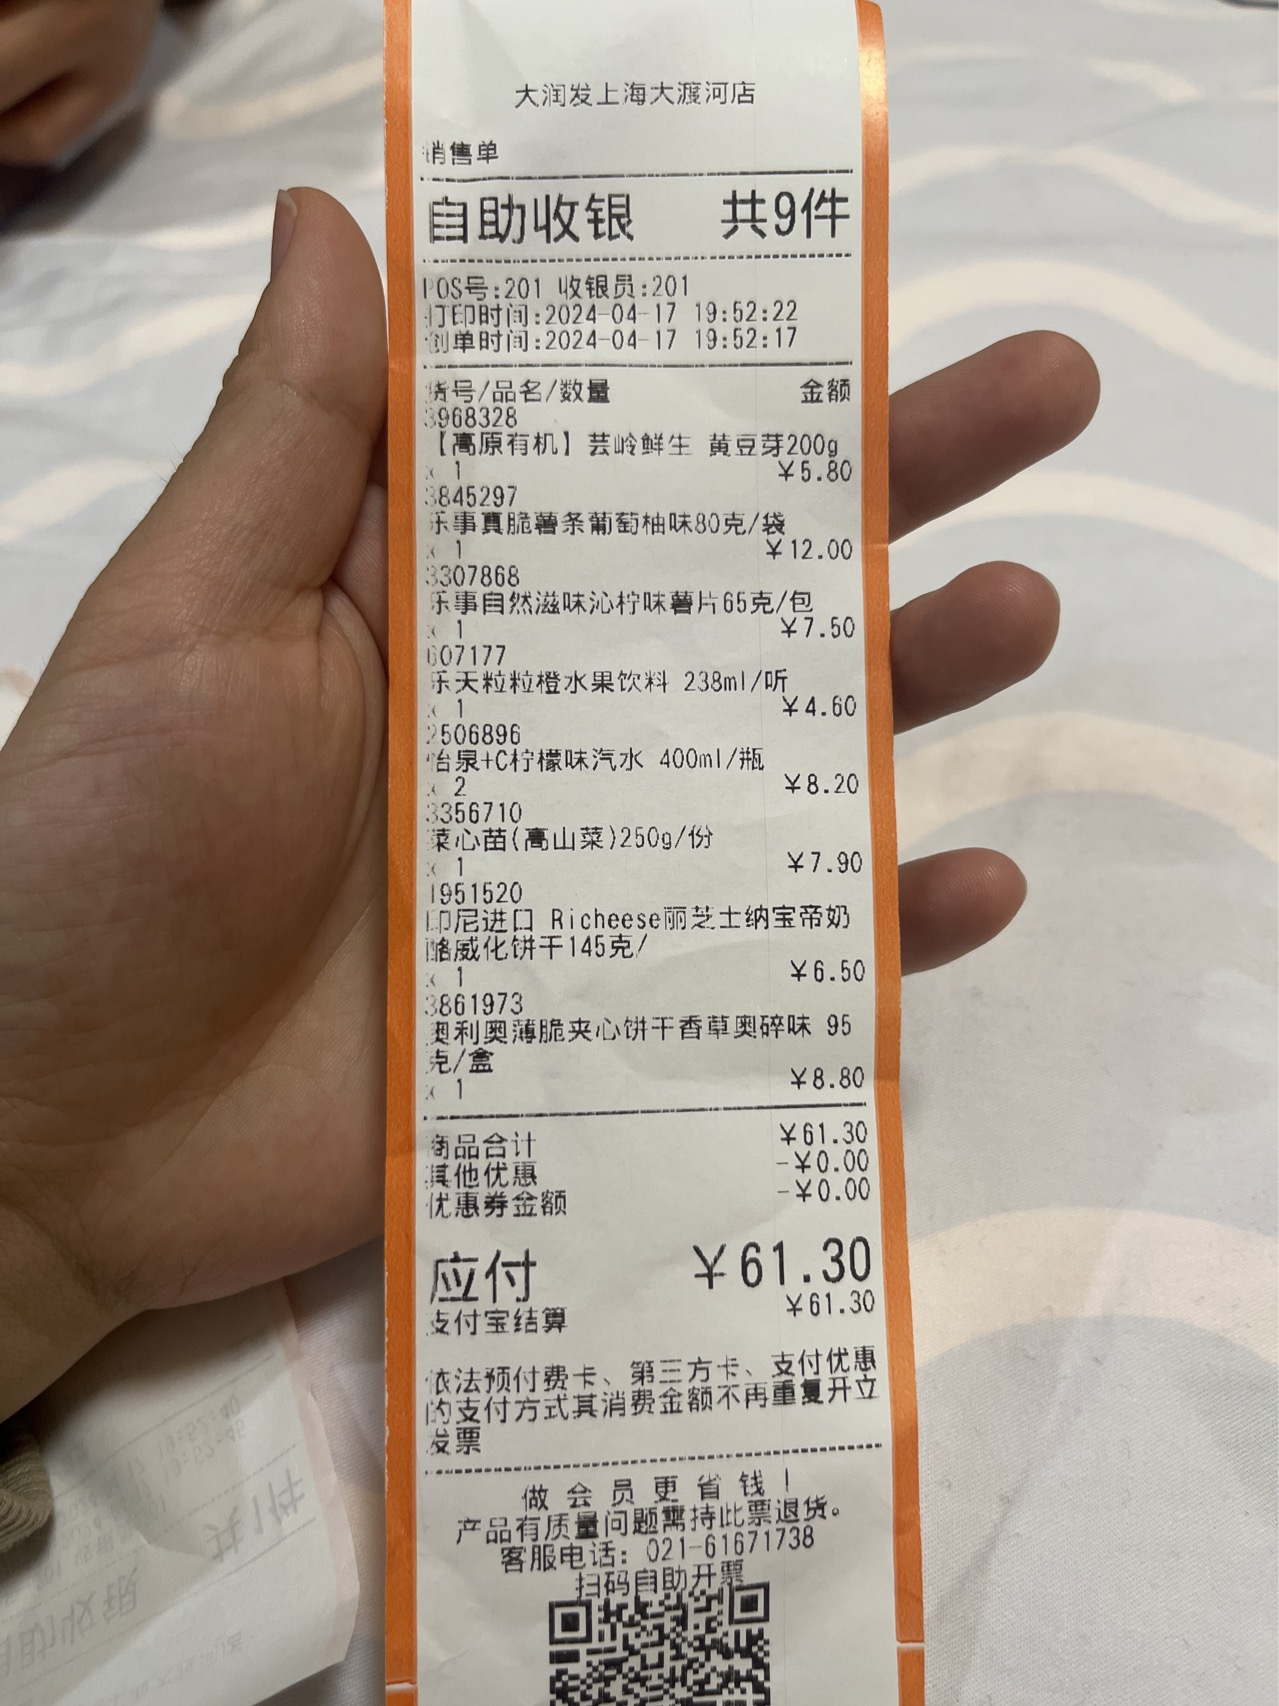 大润发上海大渡河店
销售单
自助收银 共9件
POS号:201 收银员:201
打印时间:2024-04-17 19:52:22
创单时间:2024-04-17 19:52:17
货号/品名/数量 金额
3968328
【高原有机】芸岭鲜生 黄豆芽200g
x 1 ¥5.80
3845297
乐事真脆薯条葡萄柚味80克/袋
x 1 ¥12.00
3307868
乐事自然滋味沁柠味薯片65克/包
x 1 ¥7.50
607177
乐天粒粒橙水果饮料 238ml/听
x 1 ¥4.60
2506896
怡泉+C柠檬味汽水 400ml/瓶
x 2 ¥8.20
3356710
菜心苗(高山菜)250g/份
x 1 ¥7.90
1951520
印尼进口 Richeese丽芝士纳宝帝奶
酪威化饼干145克/
x 1 ¥6.50
3861973
奥利奥薄脆夹心饼干香草奥碎味 95
克/盒
x 1 ¥8.80
商品合计 ¥61.30
其他优惠 -¥0.00
优惠券金额 -¥0.00
应付 ¥61.30
支付宝结算 ¥61.30
依法预付费卡、第三方卡、支付优惠
的支付方式其消费金额不再重复开立
发票
做会员更省钱!
产品有质量问题需持此票退货。
客服电话: 021-61671738
扫码自助开票